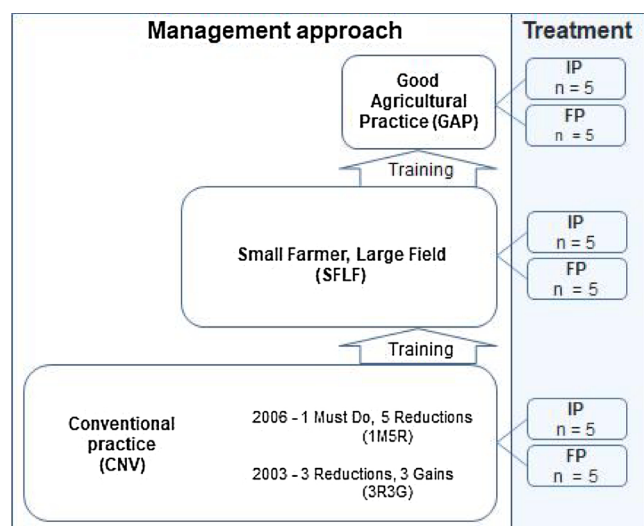 Management approach
Treatment
Good
Agricultural
Practice (GAP)
IP
n = 5
FP
n = 5
Training
Small Farmer, Large Field
(SFLF)
IP
n = 5
FP
n = 5
Training
Conventional
practice
(CNV)
2006 - 1 Must Do, 5 Reductions
(1M5R)
2003 - 3 Reductions, 3 Gains
(3R3G)
IP
n = 5
FP
n = 5